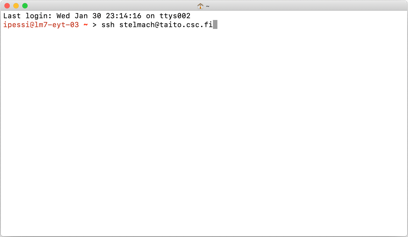 ~
Last login: Wed Jan 30 23:14:16 on ttys002
ipessi@lm7-eyt-03 ~ > ssh stelmach@taito.csc.fi